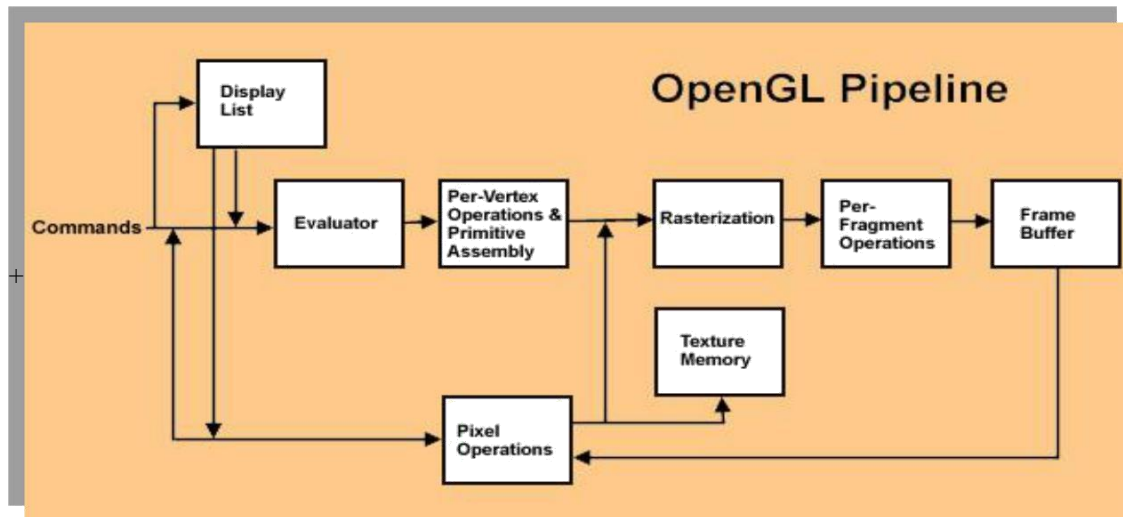 OpenGL Pipeline
Display
List
Commands
Evaluator
Per-Vertex
Operations &
Primitive
Assembly
Rasterization
Per-
Fragment
Operations
Frame
Buffer
Texture
Memory
Pixel
Operations